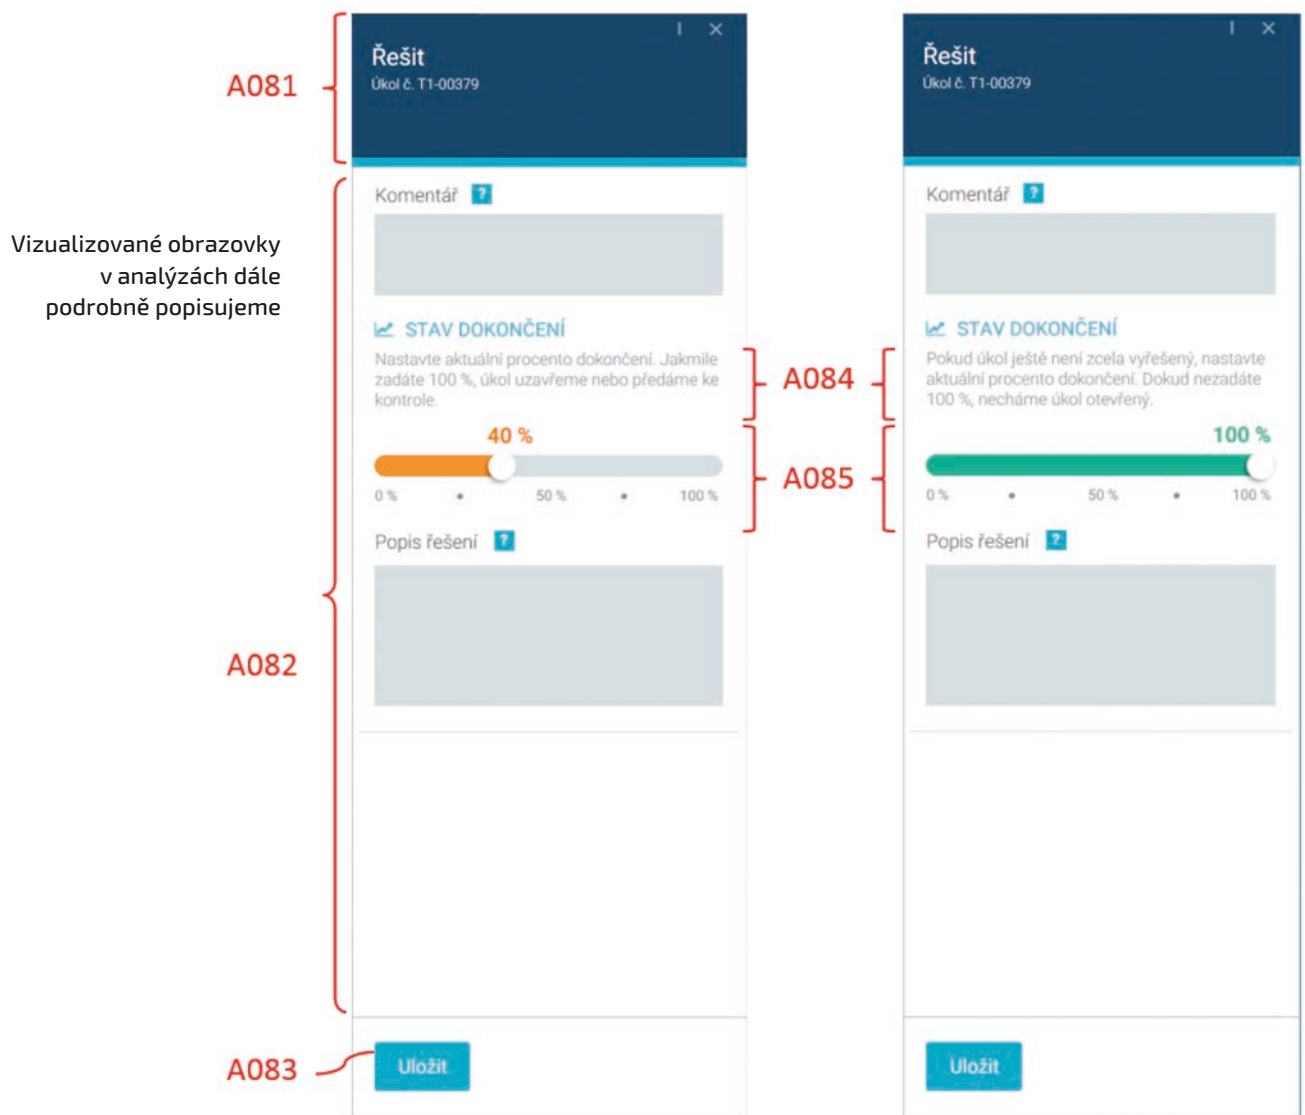 A081
Vizualizované obrazovky
v analýzách dále
podrobně popisujeme
A082
A083
Řešit
Úkol č. T1-00379
Komentář ?
STAV DOKONČENÍ
Nastavte aktuální procento dokončení. Jakmile
zadáte 100 %, úkol uzavřeme nebo předáme ke
kontrole.
40 %
0 % • 50 % • 100 %
Popis řešení ?
Uložit
A084
A085
Řešit
Úkol č. T1-00379
Komentář ?
STAV DOKONČENÍ
Pokud úkol ještě není zcela vyřešený, nastavte
aktuální procento dokončení. Dokud nezadáte
100 %, necháme úkol otevřený.
100 %
0 % • 50 % • 100 %
Popis řešení ?
Uložit